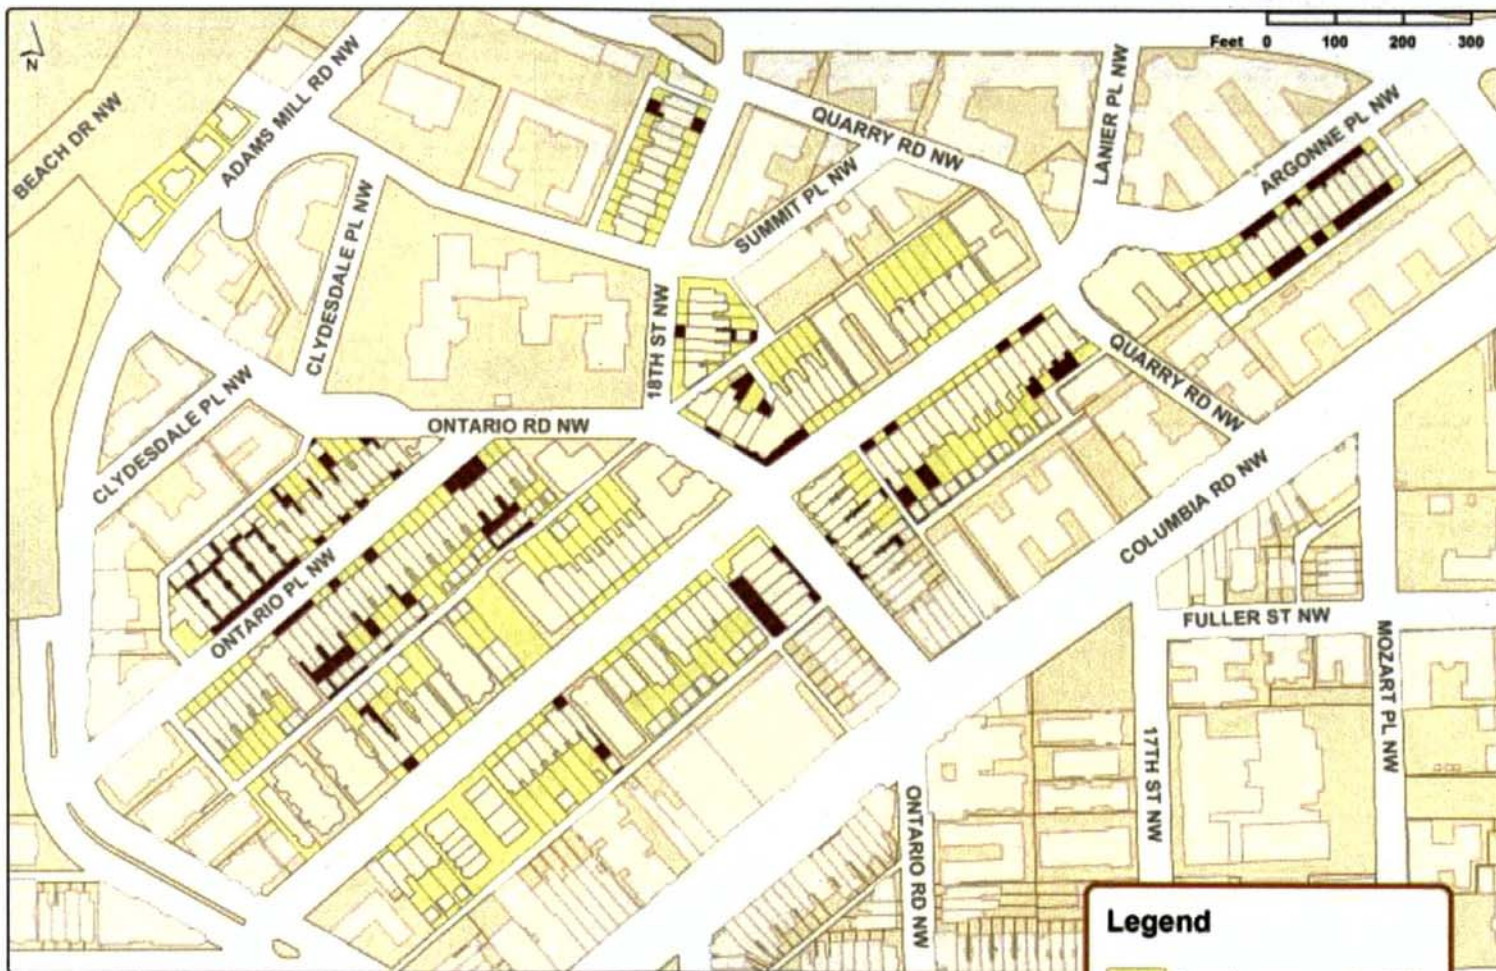 N
Feet 0 100 200 300
BEACH DR NW
ADAMS MILL RD NW
CLYDESDALE PL NW
QUARRY RD NW
SUMMIT PL NW
LANIER PL NW
ARGONNE PL NW
18TH ST NW
CLYDESDALE PL NW
ONTARIO RD NW
QUARRY RD NW
ONTARIO PL NW
COLUMBIA RD NW
FULLER ST NW
MOZART PL NW
17TH ST NW
ONTARIO RD NW
Legend